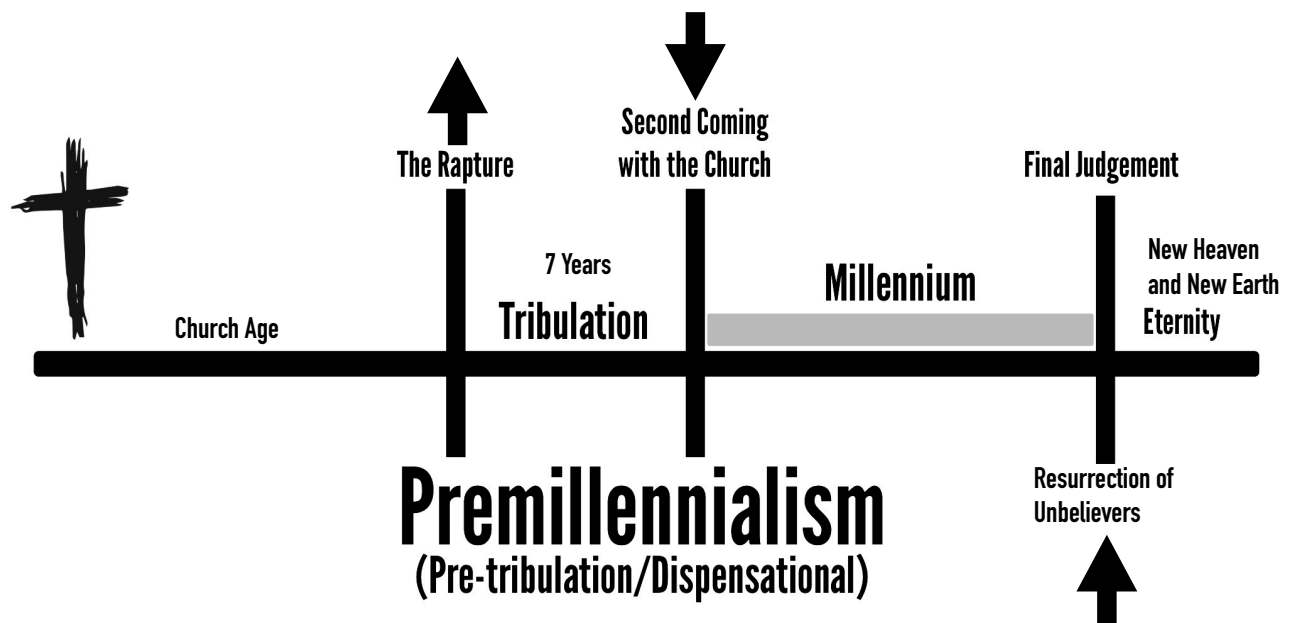 Second Coming
with the Church
The Rapture
Final Judgement
7 Years
Tribulation
Millennium
New Heaven
and New Earth
Eternity
Church Age
Premillennialism
(Pre-tribulation/Dispensational)
Resurrection of
Unbelievers